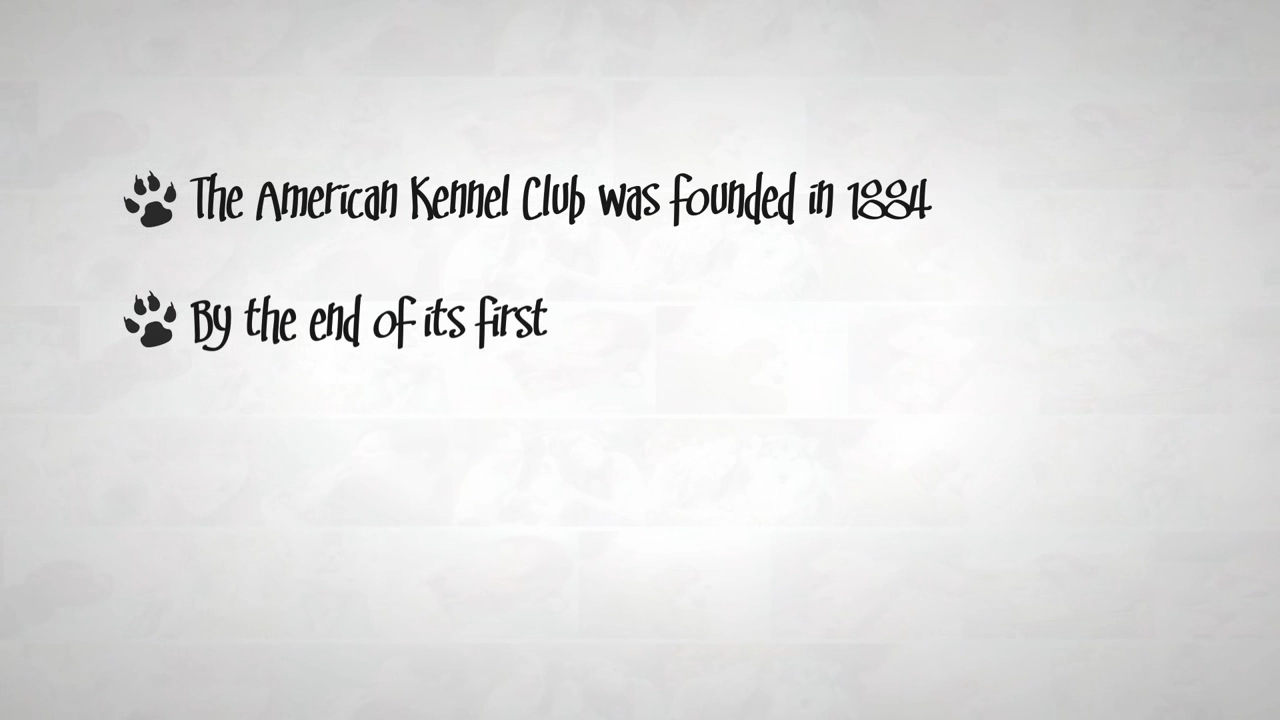 The American Kennel Club was founded in 1884
By the end of its first